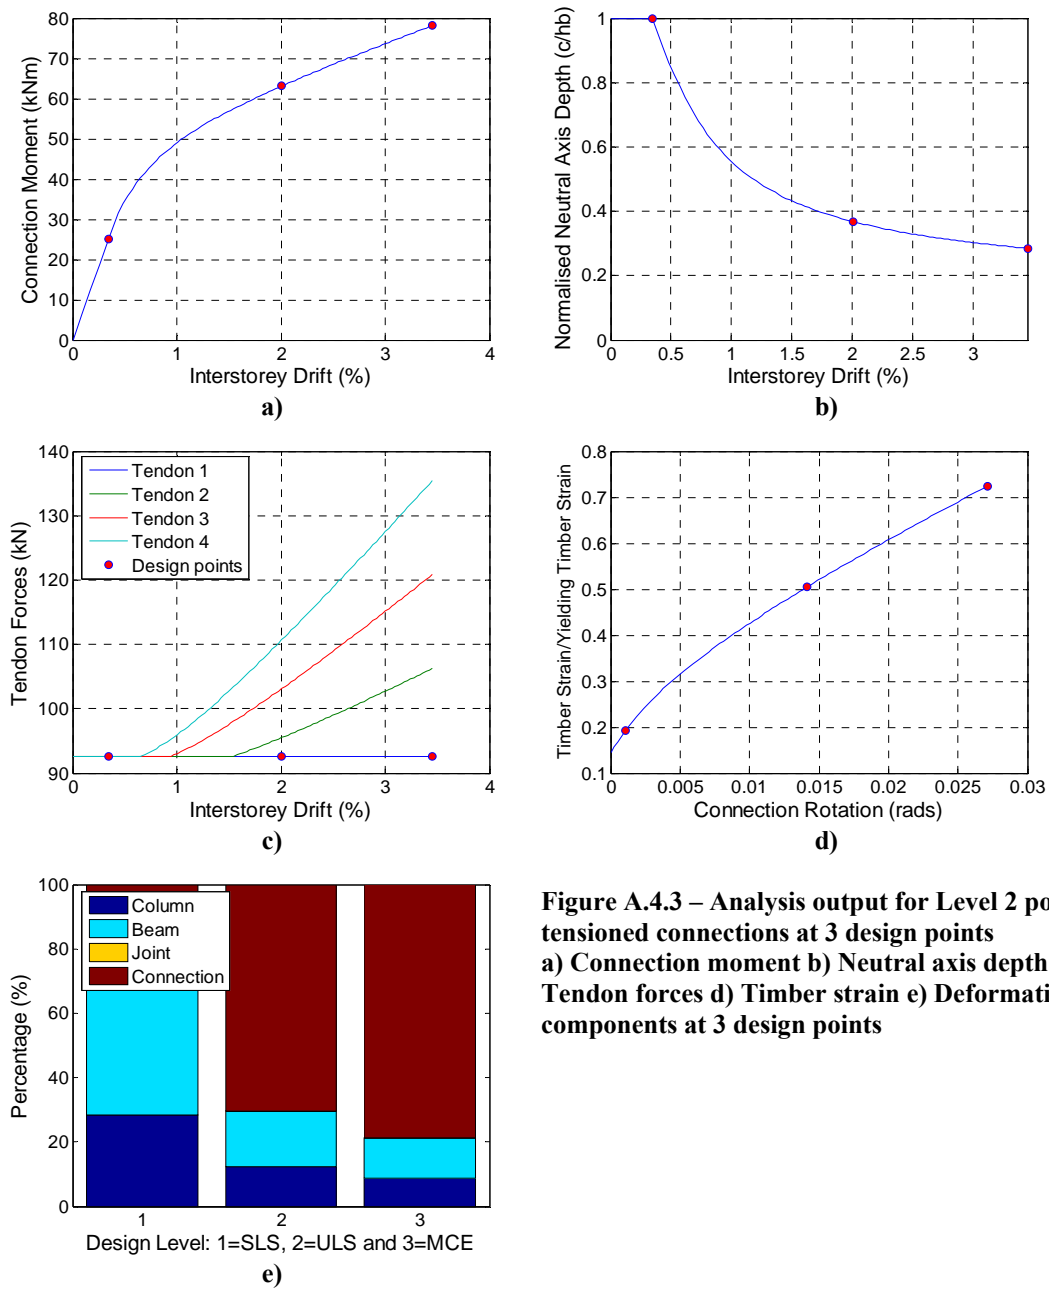 80
70
60
50
40
30
20
10
0
0 1 2 3 4
Connection Moment (kNm)
Interstorey Drift (%)
a)
1
0.8
0.6
0.4
0.2
0
0 0.5 1 1.5 2 2.5 3
Normalised Neutral Axis Depth (c/hb)
Interstorey Drift (%)
b)
140
130
120
110
100
90
0 1 2 3 4
Tendon Forces (kN)
Tendon 1
Tendon 2
Tendon 3
Tendon 4
Design points
Interstorey Drift (%)
c)
0.8
0.7
0.6
0.5
0.4
0.3
0.2
0.1
0 0.005 0.01 0.015 0.02 0.025 0.03
Timber Strain/Yielding Timber Strain
Connection Rotation (rads)
d)
100
80
60
40
20
0
1 2 3
Percentage (%)
Column
Beam
Joint
Connection
Design Level: 1=SLS, 2=ULS and 3=MCE
e)
Figure A.4.3 – Analysis output for Level 2 po
tensioned connections at 3 design points
a) Connection moment b) Neutral axis depth
Tendon forces d) Timber strain e) Deformati
components at 3 design points